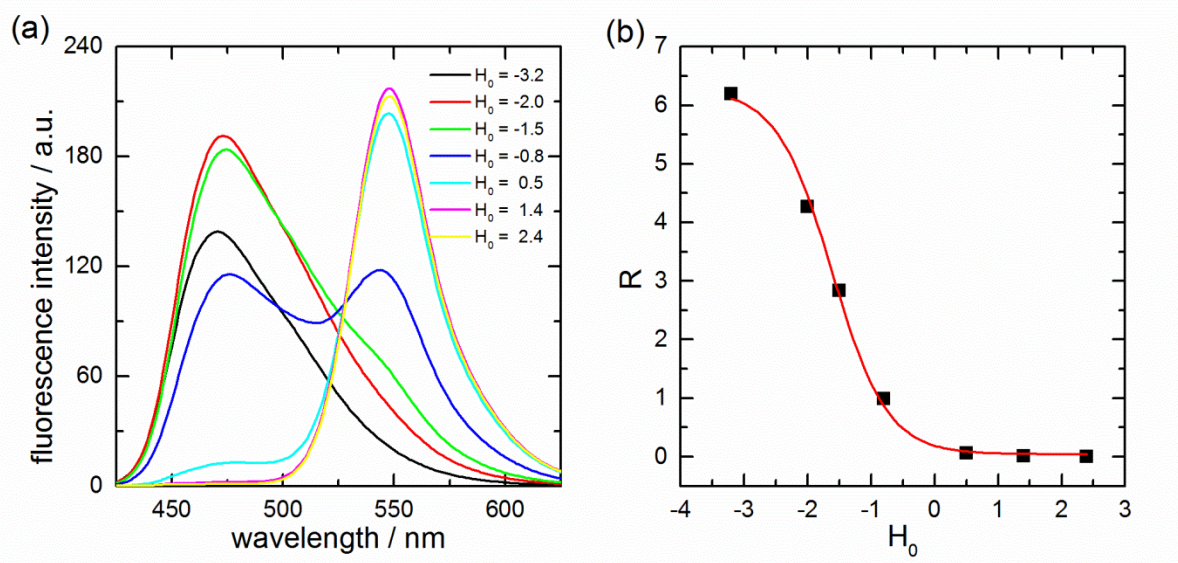 (a)
240
180
120
60
0
fluorescence intensity / a.u.
450 500 550 600
wavelength / nm
H₀ = -3.2
H₀ = -2.0
H₀ = -1.5
H₀ = -0.8
H₀ = 0.5
H₀ = 1.4
H₀ = 2.4
(b)
7
6
5
4
3
2
1
0
R
-4 -3 -2 -1 0 1 2 3
H₀